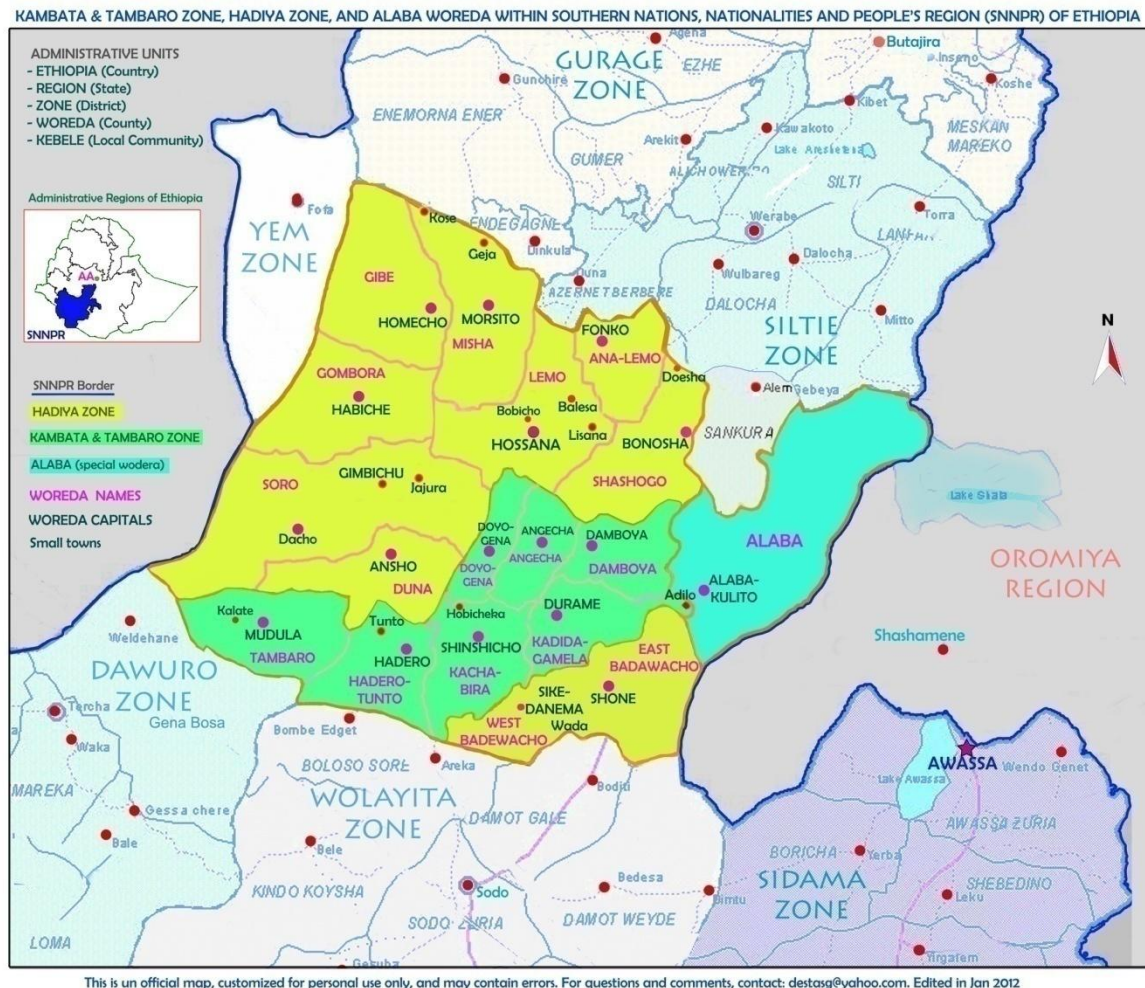 KAMBATA & TAMBARO ZONE, HADIYA ZONE, AND ALABA WOREDA WITHIN SOUTHERN NATIONS, NATIONALITIES AND PEOPLE'S REGION (SNNPR) OF ETHIOPIA
ADMINISTRATIVE UNITS
- ETHIOPIA (Country)
- REGION (State)
- ZONE (District)
- WOREDA (County)
- KEBELE (Local Community)
Administrative Regions of Ethiopia
AA
SNNPR
SNNPR Border
HADIYA ZONE
KAMBATA & TAMBARO ZONE
ALABA (special wodera)
WOREDA NAMES
WOREDA CAPITALS
Small towns
Agena
GURAGE
ZONE
EZHE
Butajira
Inseno
Koshe
Gunchire
ENEMORNA ENER
Kibet
Kawakoto
MESKAN
MAREKO
Arekit
GUMER
Lake
SILTI
Fofa
YEM
ZONE
Kose
ENDEGAGNE
Geja
Dinkula
Werabe
Torra
Duna
AZERNET BERBERE
Wulbareg
Dalocha
DALOCHA
GIBE
HOMECHO
MORSITO
MISHA
FONKO
ANA-LEMO
SILTIE
ZONE
Mitto
N
GOMBORA
HABICHE
LEMO
Doesha
Balesa
Bobicho
Lisana
HOSSANA
BONOSHA
Alem Gebeya
SANKURA
SORO
GIMBICHU
Jajura
SHASHOGO
Lake Shala
Dacho
ANSHO
DUNA
DOYO-
GENA
DOYO-
GENA
ANGECHA
ANGECHA
DAMBOYA
DAMBOYA
ALABA
OROMIYA
REGION
ALABA-
KULITO
Adilo
Kalate
MUDULA
TAMBARO
Tunto
HADERO
HADERO-
TUNTO
Hobicheka
SHINSHICHO
KACHA-
BIRA
DURAME
KADIDA-
GAMELA
EAST
BADAWACHO
SHONE
SIKE-
DANEMA
Wada
WEST
BADEWACHO
Shashamene
Weldehane
DAWURO
ZONE
Gena Bosa
Tercha
Waka
MAREKA
Gessa chere
Bale
LOMA
Bombe Edget
Areka
BOLOSO SORE
WOLAYITA
ZONE
Boditi
DAMOT GALE
Bele
KINDO KOYSHA
Sodo
SODO ZURIA
Bedesa
DAMOT WEYDE
Bimtu
Gesuba
AWASSA
Lake Awassa
Wendo Genet
AWASSA ZURIA
BORICHA
Yerba
SIDAMA
ZONE
SHEBEDINO
Leku
Yirgalem
This is un official map, customized for personal use only, and may contain errors. For questions and comments, contact: destasg@yahoo.com. Edited in Jan 2012